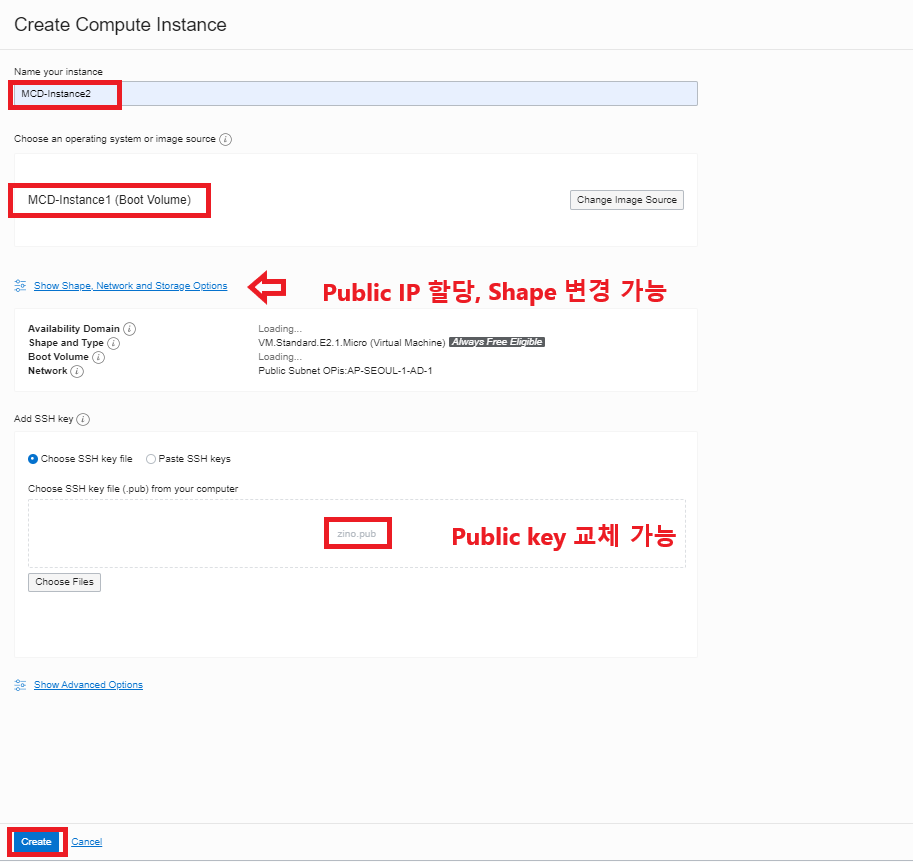 Create Compute Instance
Name your instance
MCD-Instance2
Choose an operating system or image source i
MCD-Instance1 (Boot Volume)
Change Image Source
Show Shape, Network and Storage Options
Public IP 할당, Shape 변경 가능
Availability Domain i Loading...
Shape and Type i VM.Standard.E2.1.Micro (Virtual Machine) Always Free Eligible
Boot Volume i Loading...
Network i Public Subnet OPis:AP-SEOUL-1-AD-1
Add SSH key i
Choose SSH key file Paste SSH keys
Choose SSH key file (.pub) from your computer
zino.pub
Public key 교체 가능
Choose Files
Show Advanced Options
Create Cancel